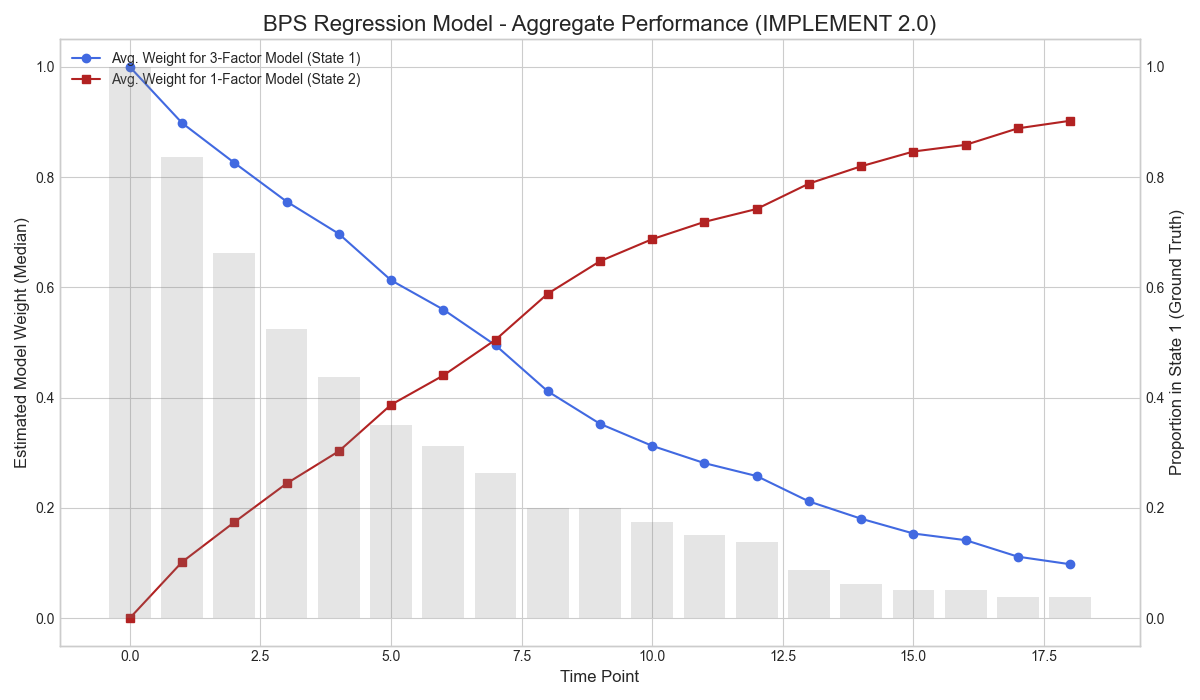 BPS Regression Model - Aggregate Performance (IMPLEMENT 2.0)
Avg. Weight for 3-Factor Model (State 1)
Avg. Weight for 1-Factor Model (State 2)
Estimated Model Weight (Median)
1.0
0.8
0.6
0.4
0.2
0.0
1.0
0.8
0.6
0.4
0.2
0.0
Proportion in State 1 (Ground Truth)
0.0 2.5 5.0 7.5 10.0 12.5 15.0 17.5
Time Point